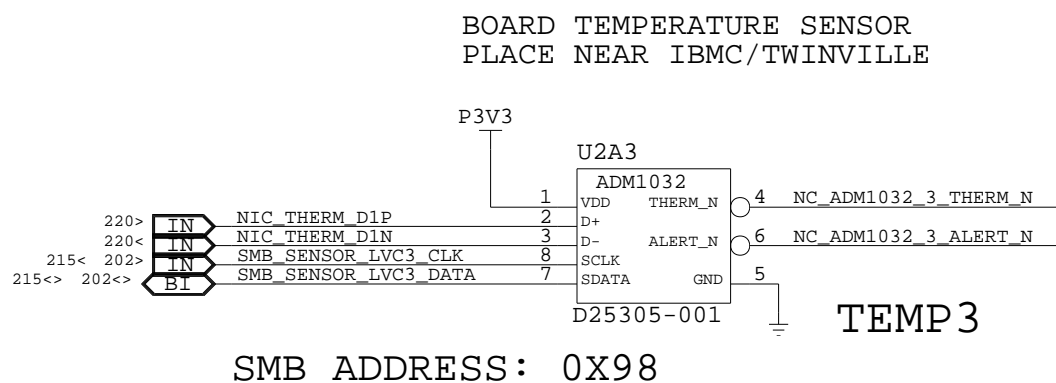 BOARD TEMPERATURE SENSOR
PLACE NEAR IBMC/TWINVILLE
P3V3
U2A3
ADM1032
1 VDD THERM_N 4 NC_ADM1032_3_THERM_N
220> IN NIC_THERM_D1P 2 D+
220< IN NIC_THERM_D1N 3 D- ALERT_N 6 NC_ADM1032_3_ALERT_N
215< 202> IN SMB_SENSOR_LVC3_CLK 8 SCLK
215<> 202<> BI SMB_SENSOR_LVC3_DATA 7 SDATA GND 5
D25305-001
TEMP3
SMB ADDRESS: 0X98